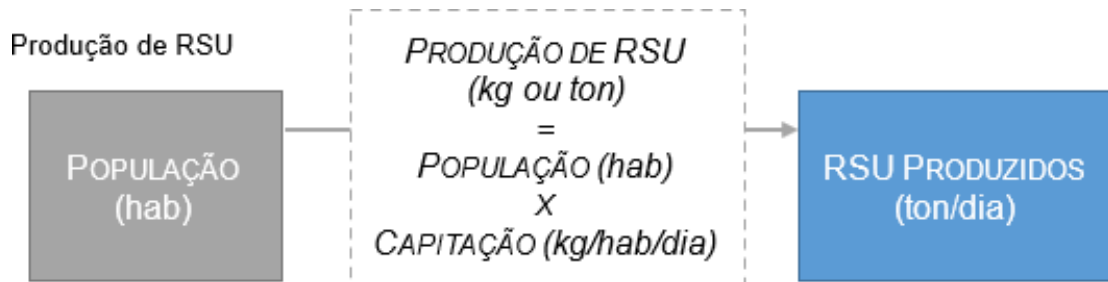 Produção de RSU
POPULAÇÃO
(hab)
PRODUÇÃO DE RSU
(kg ou ton)
=
POPULAÇÃO (hab)
X
CAPITAÇÃO (kg/hab/dia)
RSU PRODUZIDOS
(ton/dia)